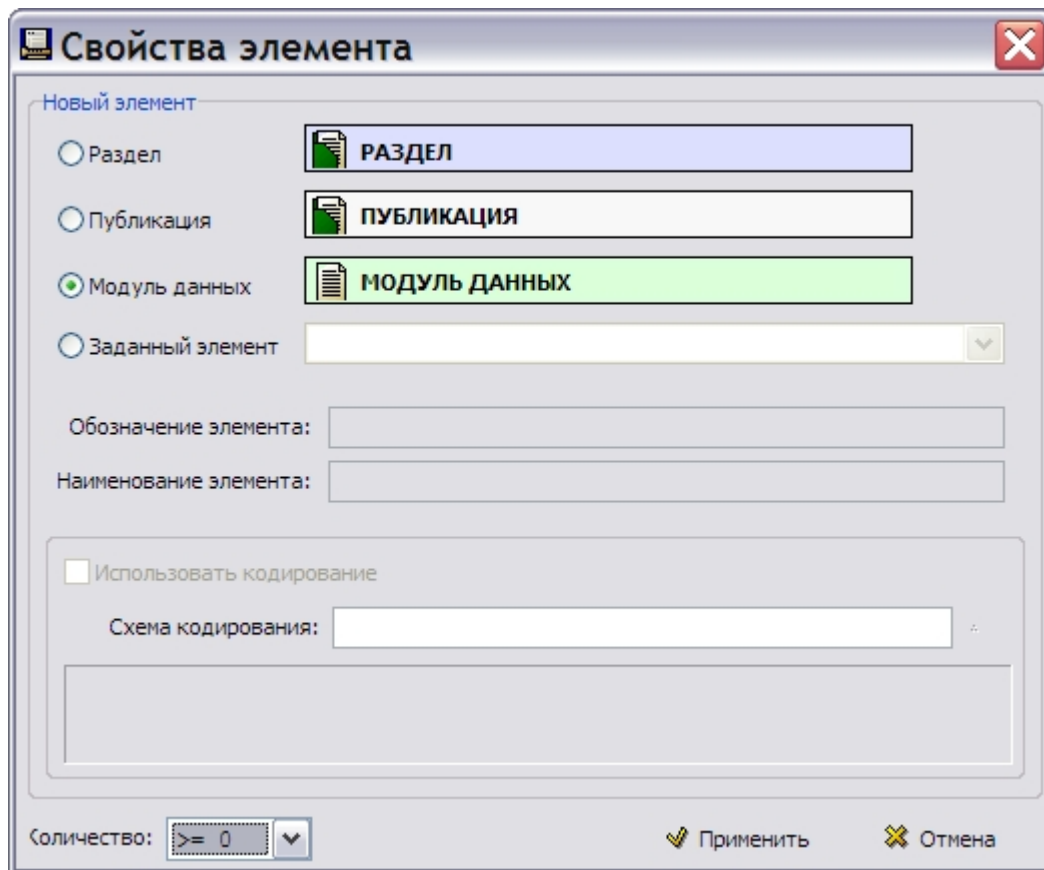 Свойства элемента
Новый элемент
Раздел РАЗДЕЛ
Публикация ПУБЛИКАЦИЯ
Модуль данных МОДУЛЬ ДАННЫХ
Заданный элемент
Обозначение элемента:
Наименование элемента:
Использовать кодирование
Схема кодирования:
Количество: >= 0 Применить Отмена